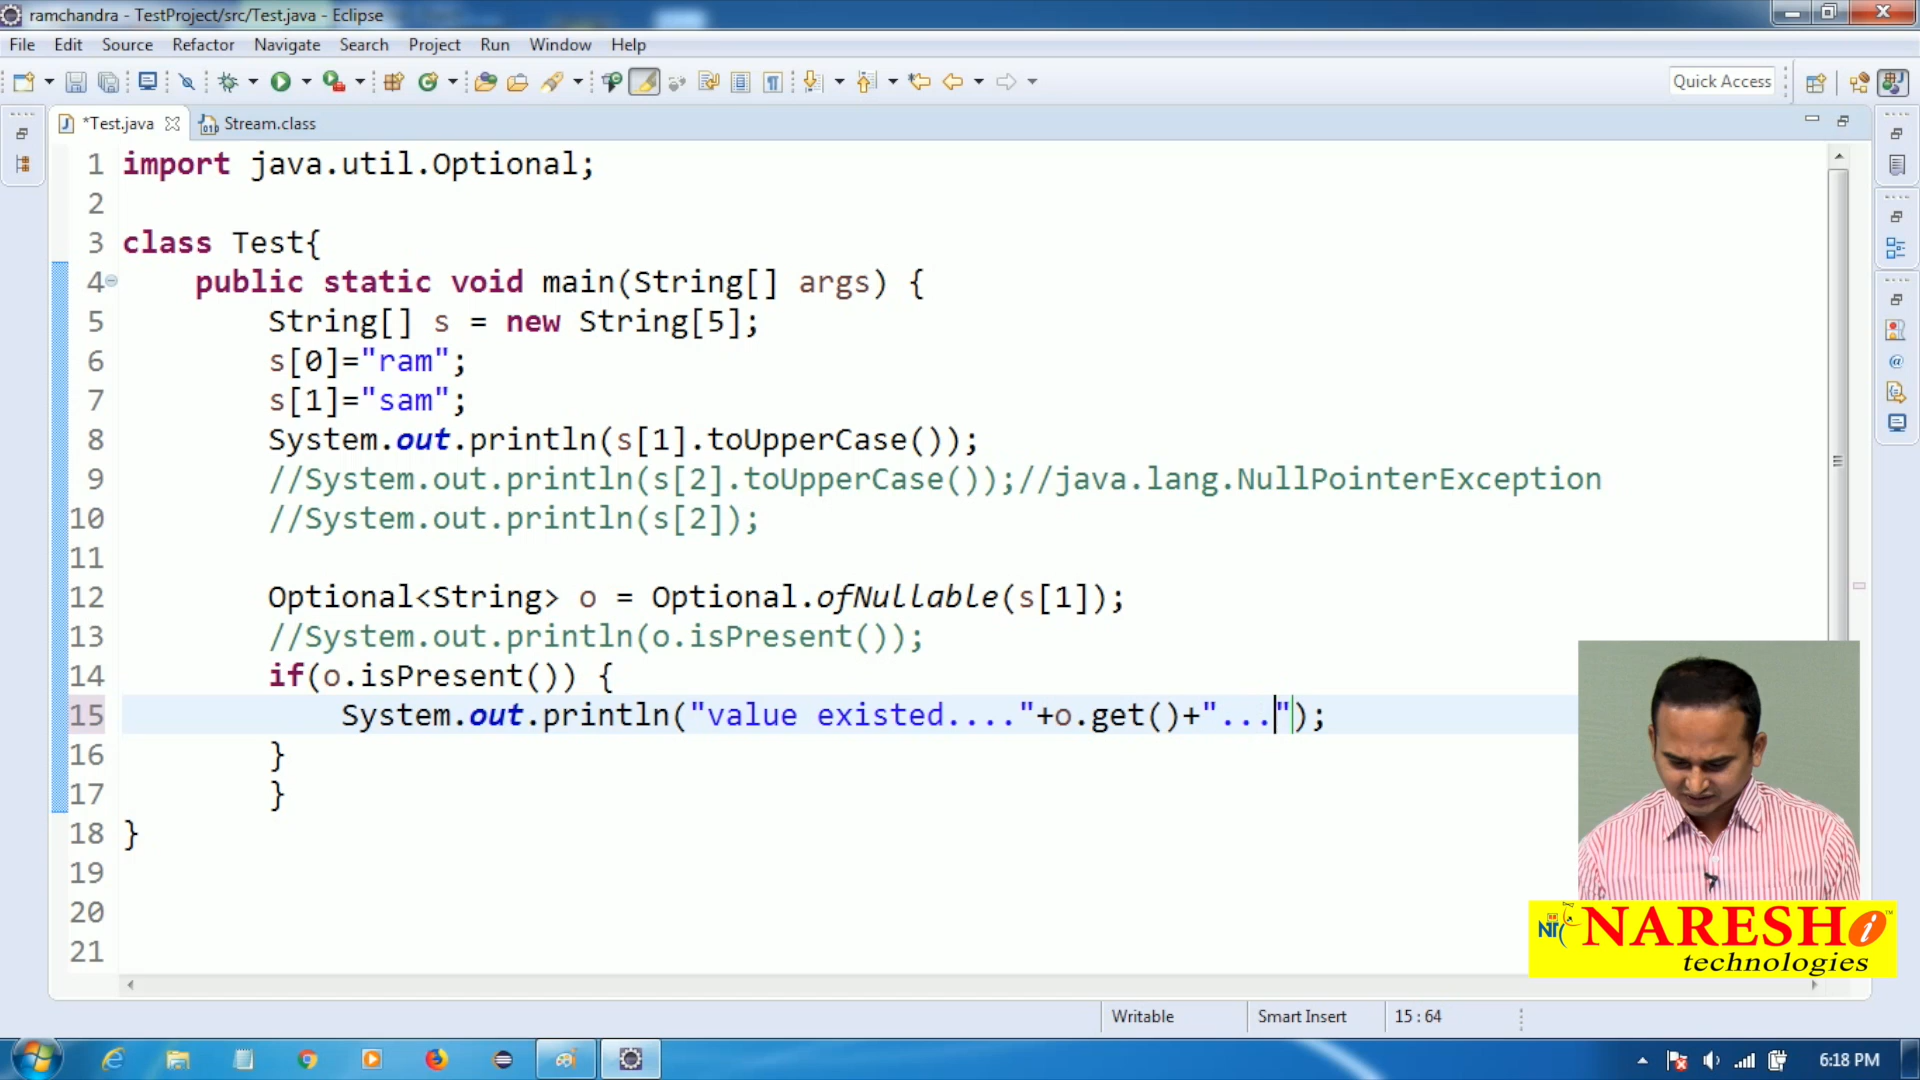 ramchandra - TestProject/src/Test.java - Eclipse
File Edit Source Refactor Navigate Search Project Run Window Help
Quick Access
*Test.java Stream.class
1 import java.util.Optional;
2
3 class Test{
4 public static void main(String[] args) {
5 String[] s = new String[5];
6 s[0]="ram";
7 s[1]="sam";
8 System.out.println(s[1].toUpperCase());
9 //System.out.println(s[2].toUpperCase());//java.lang.NullPointerException
10 //System.out.println(s[2]);
11
12 Optional<String> o = Optional.ofNullable(s[1]);
13 //System.out.println(o.isPresent());
14 if(o.isPresent()) {
15 System.out.println("value existed...."+o.get()+"...");
16 }
17 }
18 }
19
20
21
NARESH i
technologies
Writable Smart Insert 15 : 64
6:18 PM